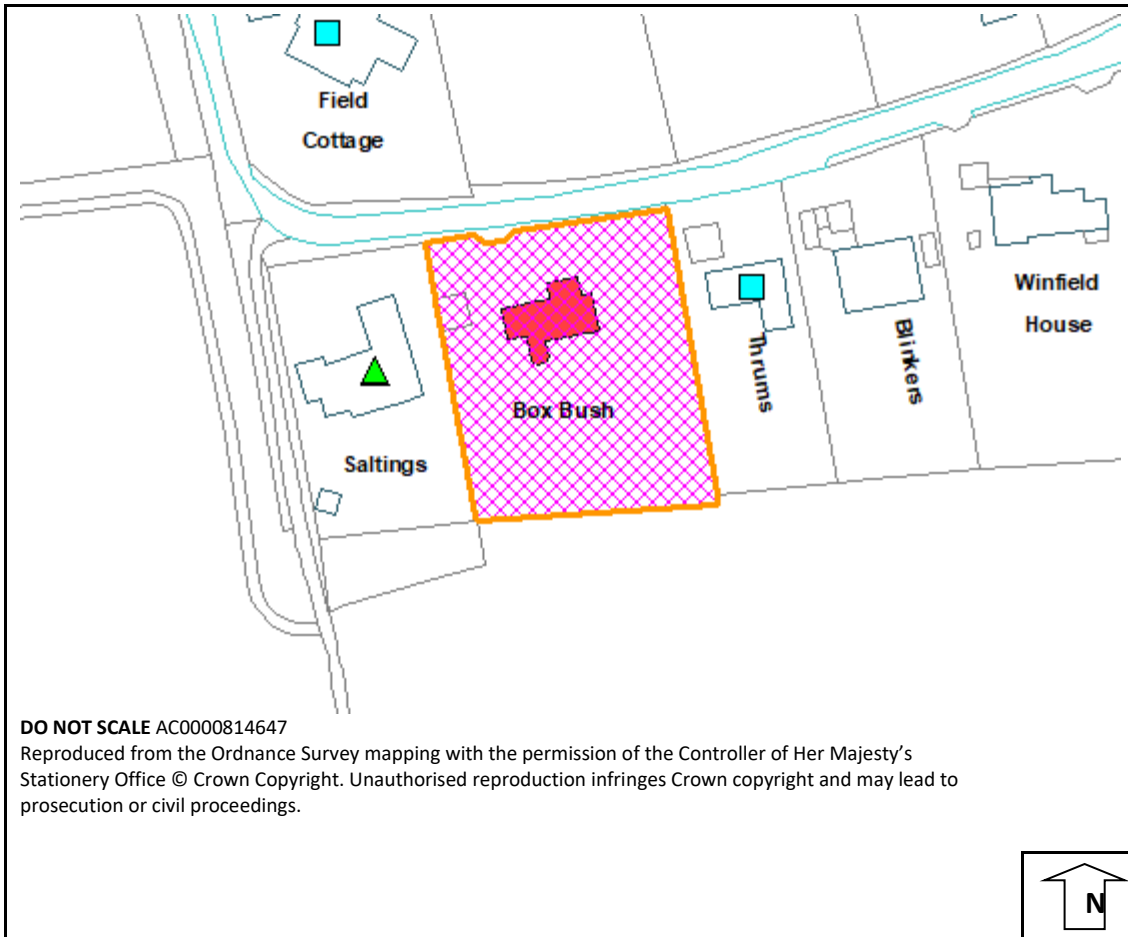 Field
Cottage
Winfield
House
Thrums
Blinkers
Box Bush
Saltings
DO NOT SCALE AC0000814647
Reproduced from the Ordnance Survey mapping with the permission of the Controller of Her Majesty's
Stationery Office © Crown Copyright. Unauthorised reproduction infringes Crown copyright and may lead to
prosecution or civil proceedings.
N